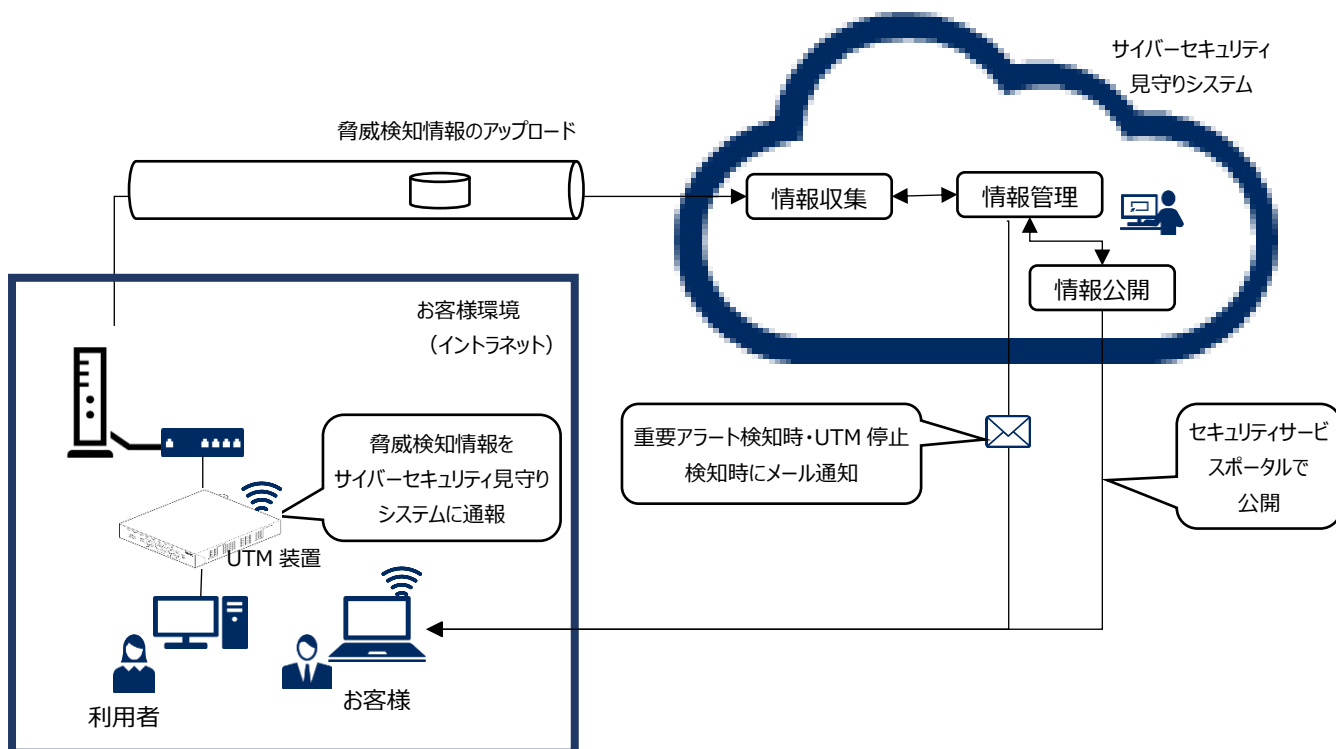 サイバーセキュリティ
見守りシステム
脅威検知情報のアップロード
情報収集
情報管理
情報公開
お客様環境
（イントラネット）
脅威検知情報を
サイバーセキュリティ見守り
システムに通報
UTM 装置
重要アラート検知時・UTM 停止
検知時にメール通知
セキュリティサービ
スポータルで
公開
利用者
お客様